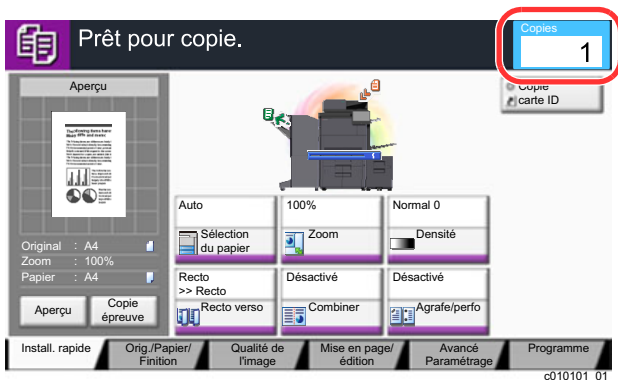 Prêt pour copie.
Copies
1
Aperçu
Copie
carte ID
Original : A4
Zoom : 100%
Papier : A4
Aperçu
Copie
épreuve
Auto
Sélection
du papier
100%
Zoom
Normal 0
Densité
Recto
>> Recto
Recto verso
Désactivé
Combiner
Désactivé
Agrafe/perfo
Install. rapide
Orig./Papier/
Finition
Qualité de
l'image
Mise en page/
édition
Avancé
Paramétrage
Programme
c010101_01